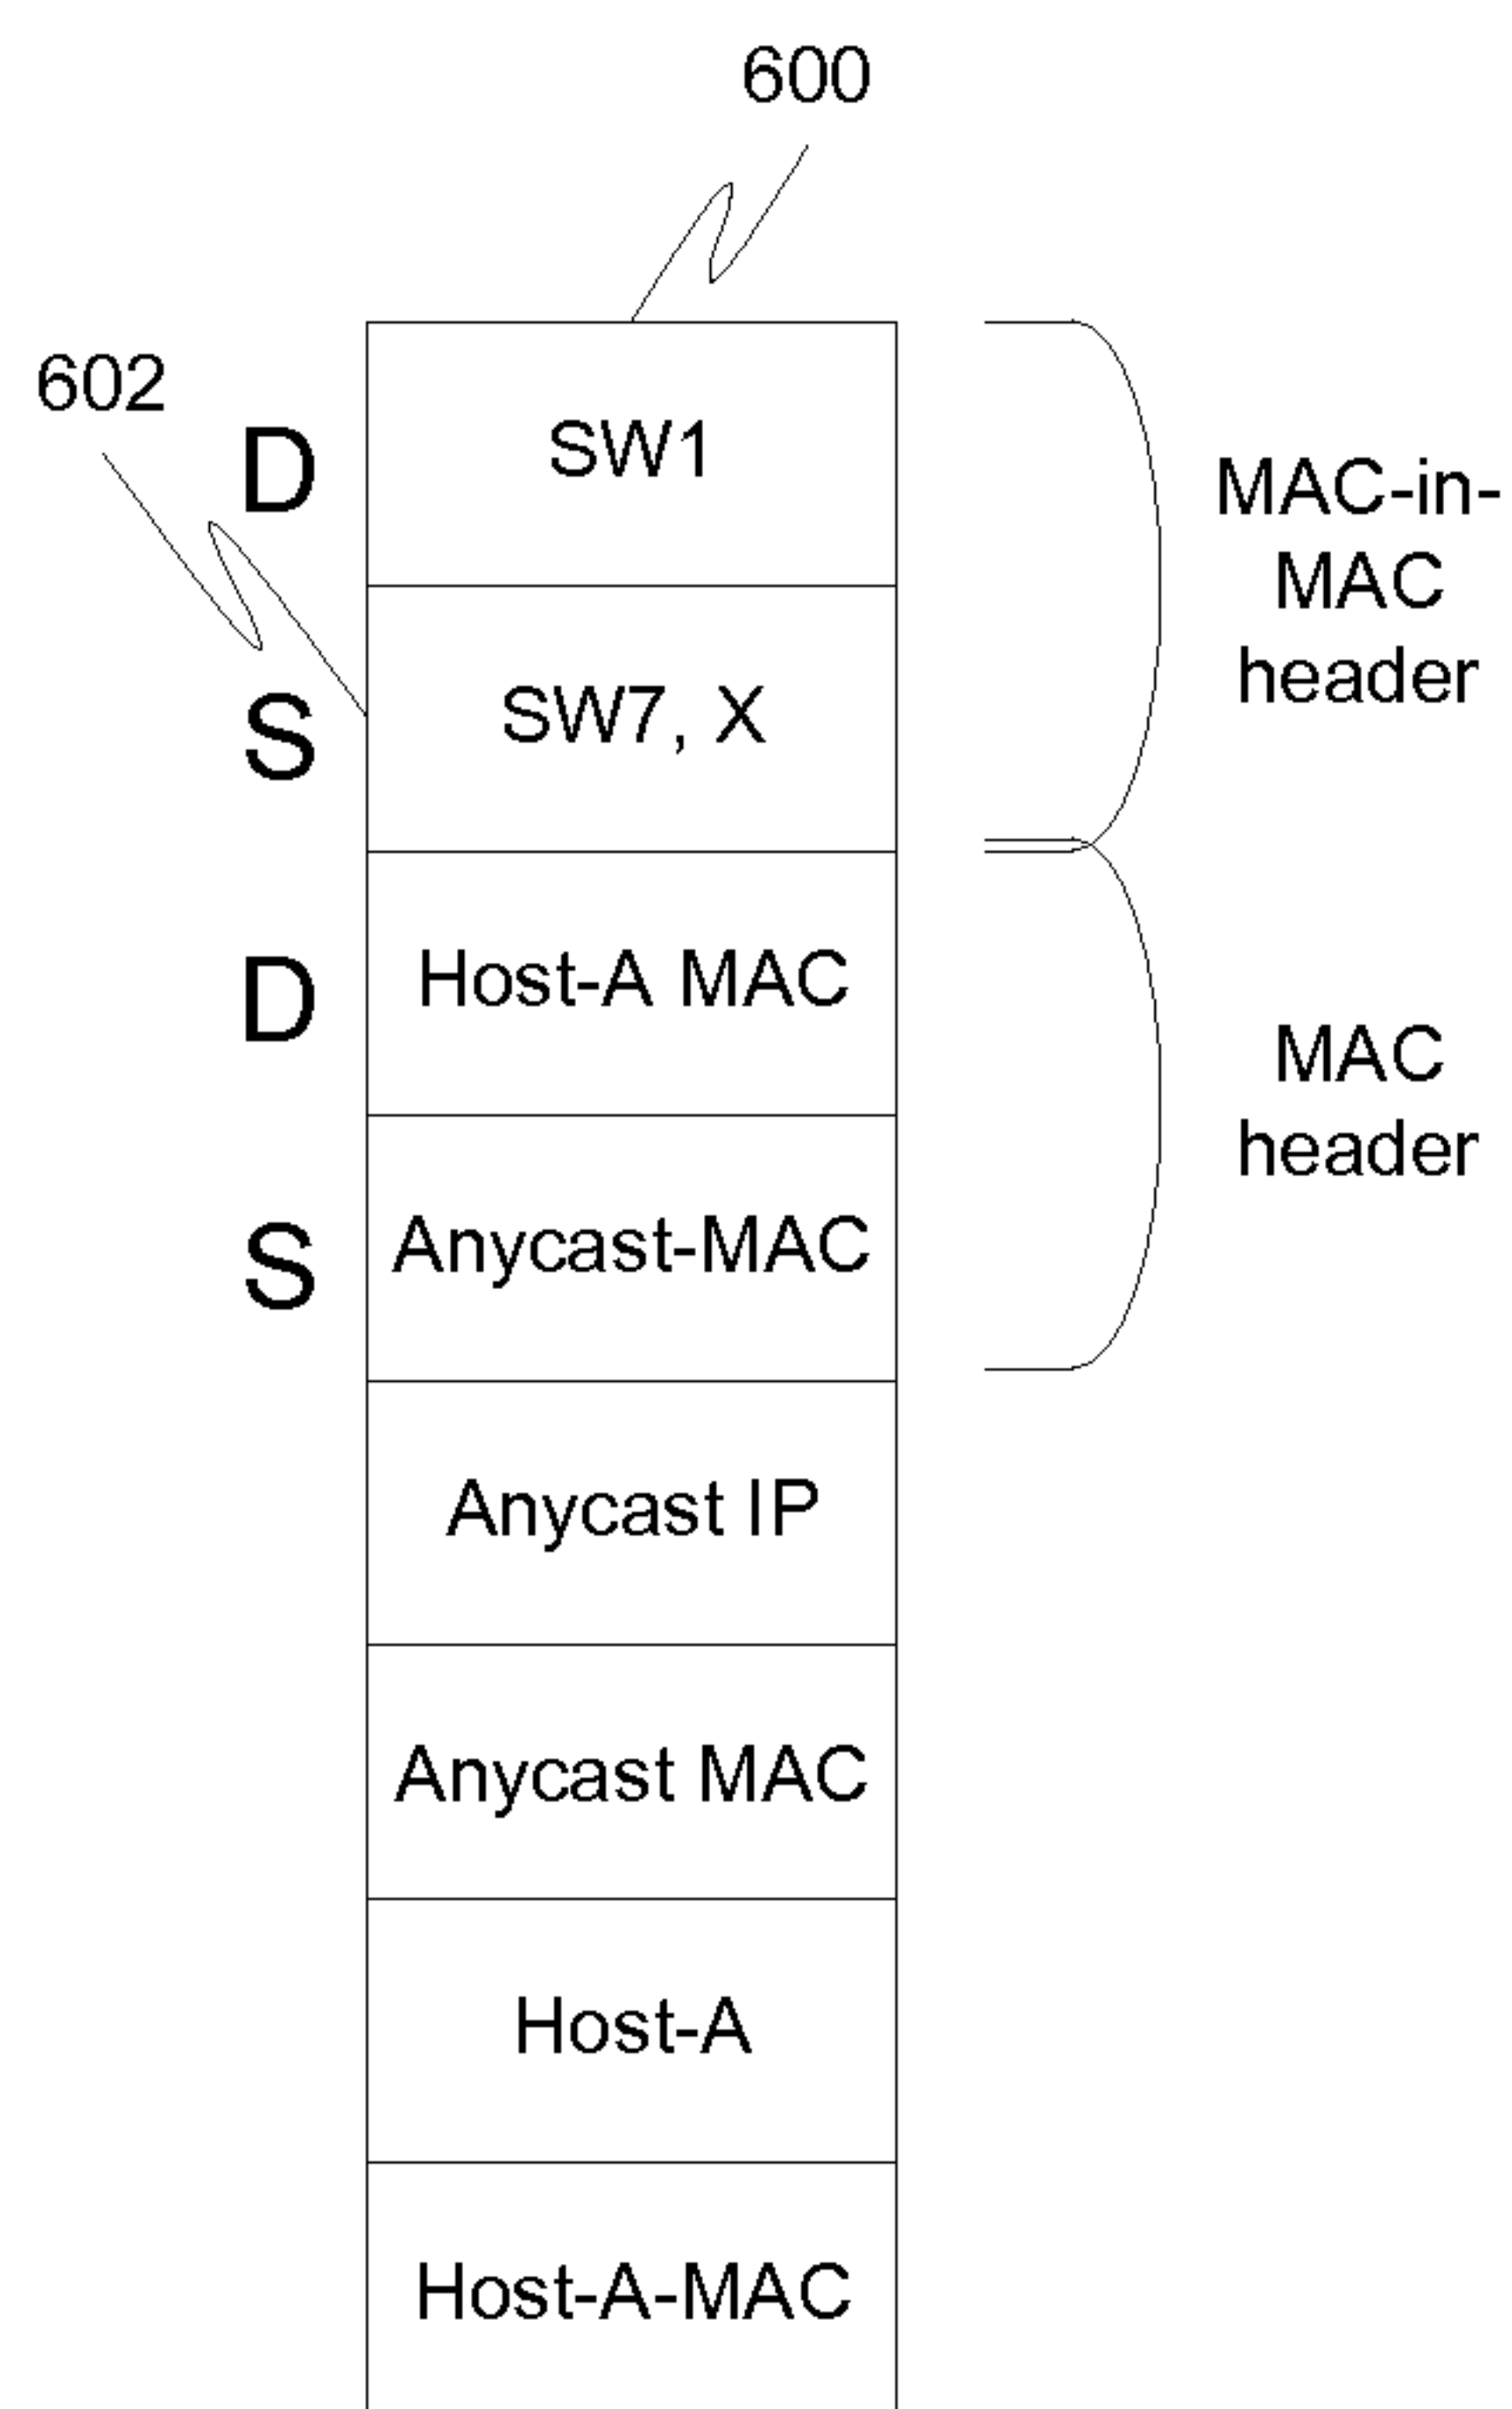 600
602
D
SW1
MAC-in-
MAC
header
S
SW7, X
D
Host-A MAC
MAC
header
S
Anycast-MAC
Anycast IP
Anycast MAC
Host-A
Host-A-MAC